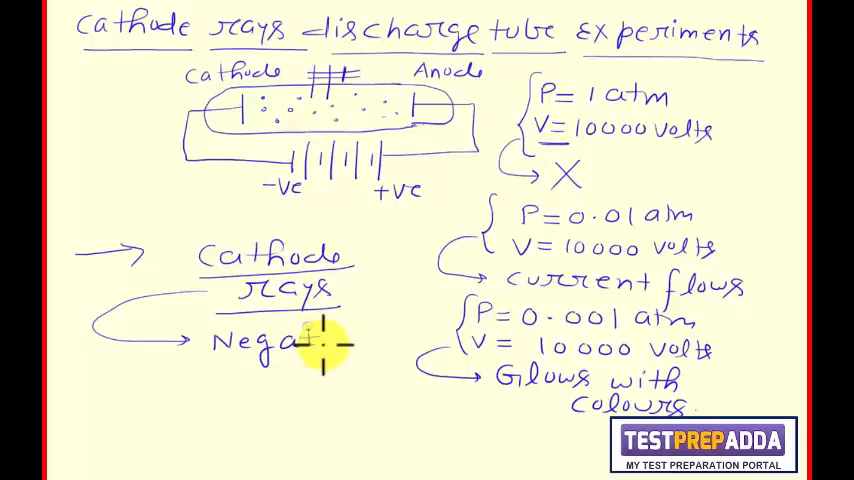 Cathode rays discharge tube experiments
Cathode Anode
-ve +ve
P = 1 atm
V = 10000 volts
X
P = 0.01 atm
V = 10000 volts
current flows
P = 0.001 atm
V = 10000 volts
Glows with
colours
Cathode
rays
Negat
TESTPREPADDA
MY TEST PREPARATION PORTAL